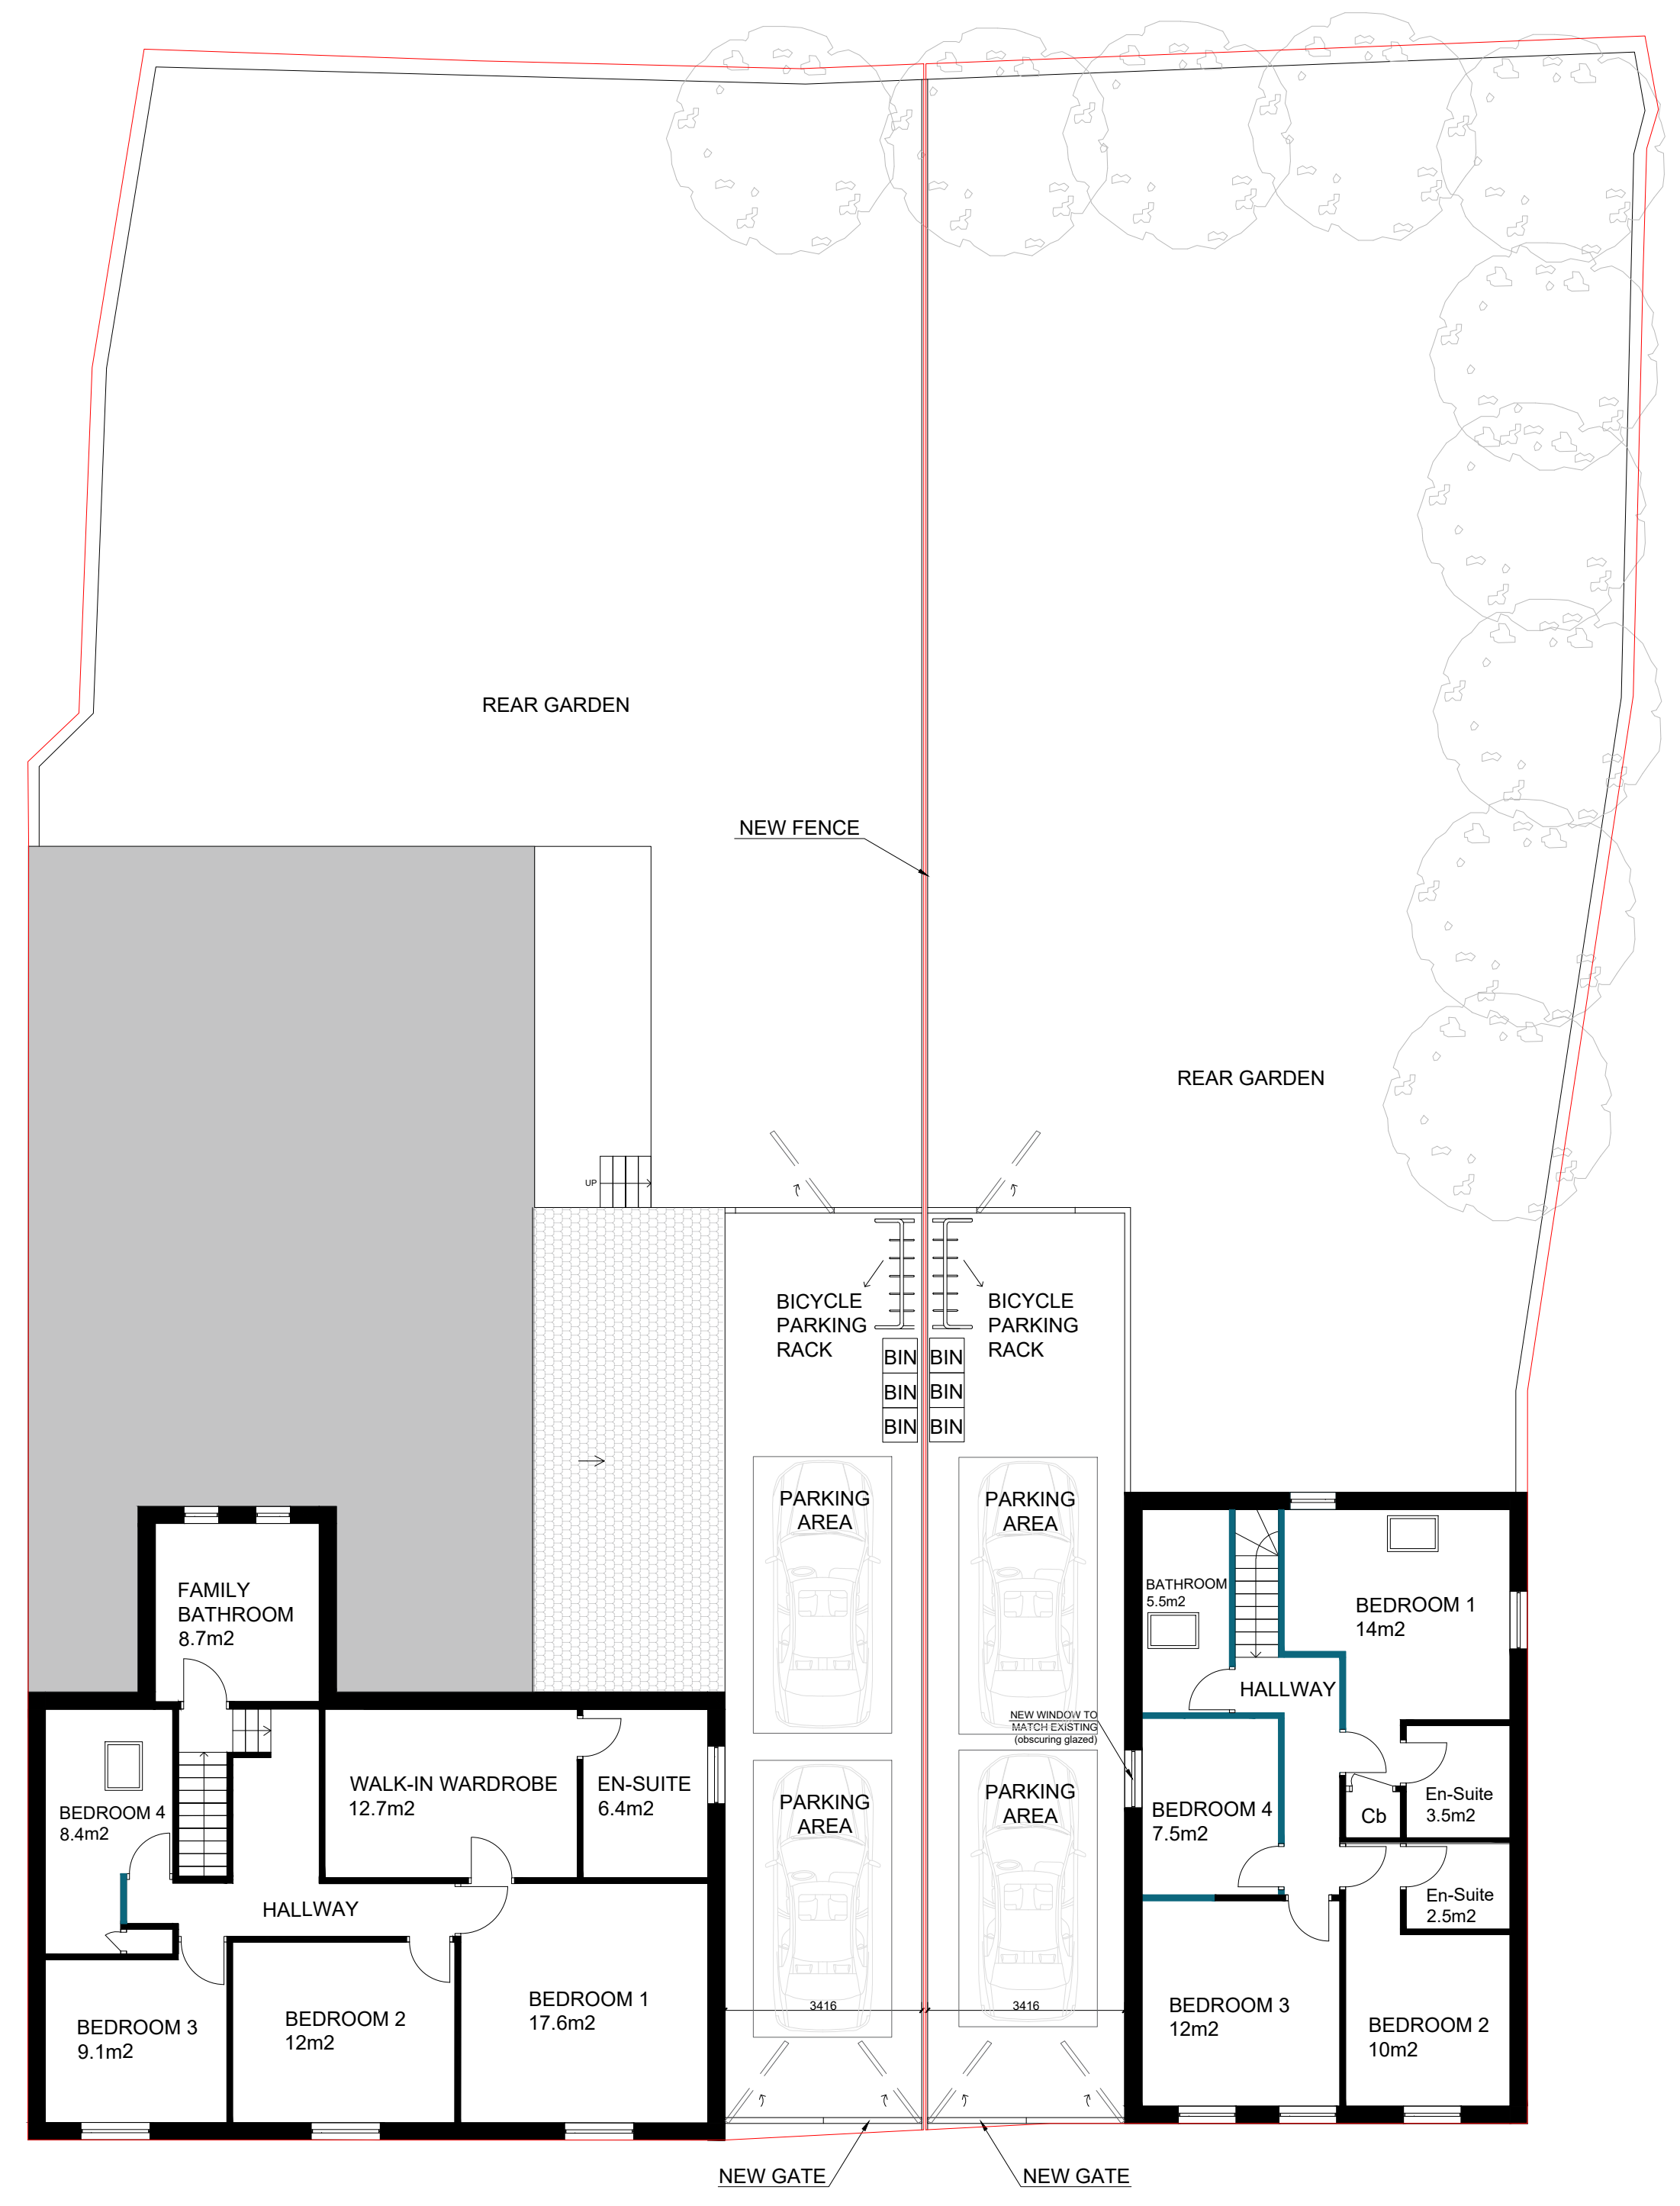 REAR GARDEN
NEW FENCE
REAR GARDEN
UP
BICYCLE
PARKING
RACK
BICYCLE
PARKING
RACK
BIN
BIN
BIN
BIN
BIN
BIN
PARKING
AREA
PARKING
AREA
FAMILY
BATHROOM
8.7m2
BATHROOM
5.5m2
BEDROOM 1
14m2
HALLWAY
NEW WINDOW TO
MATCH EXISTING
(obscuring glazed)
WALK-IN WARDROBE
12.7m2
EN-SUITE
6.4m2
BEDROOM 4
8.4m2
PARKING
AREA
PARKING
AREA
BEDROOM 4
7.5m2
Cb
En-Suite
3.5m2
En-Suite
2.5m2
HALLWAY
BEDROOM 3
9.1m2
BEDROOM 2
12m2
BEDROOM 1
17.6m2
3416
3416
BEDROOM 3
12m2
BEDROOM 2
10m2
NEW GATE
NEW GATE